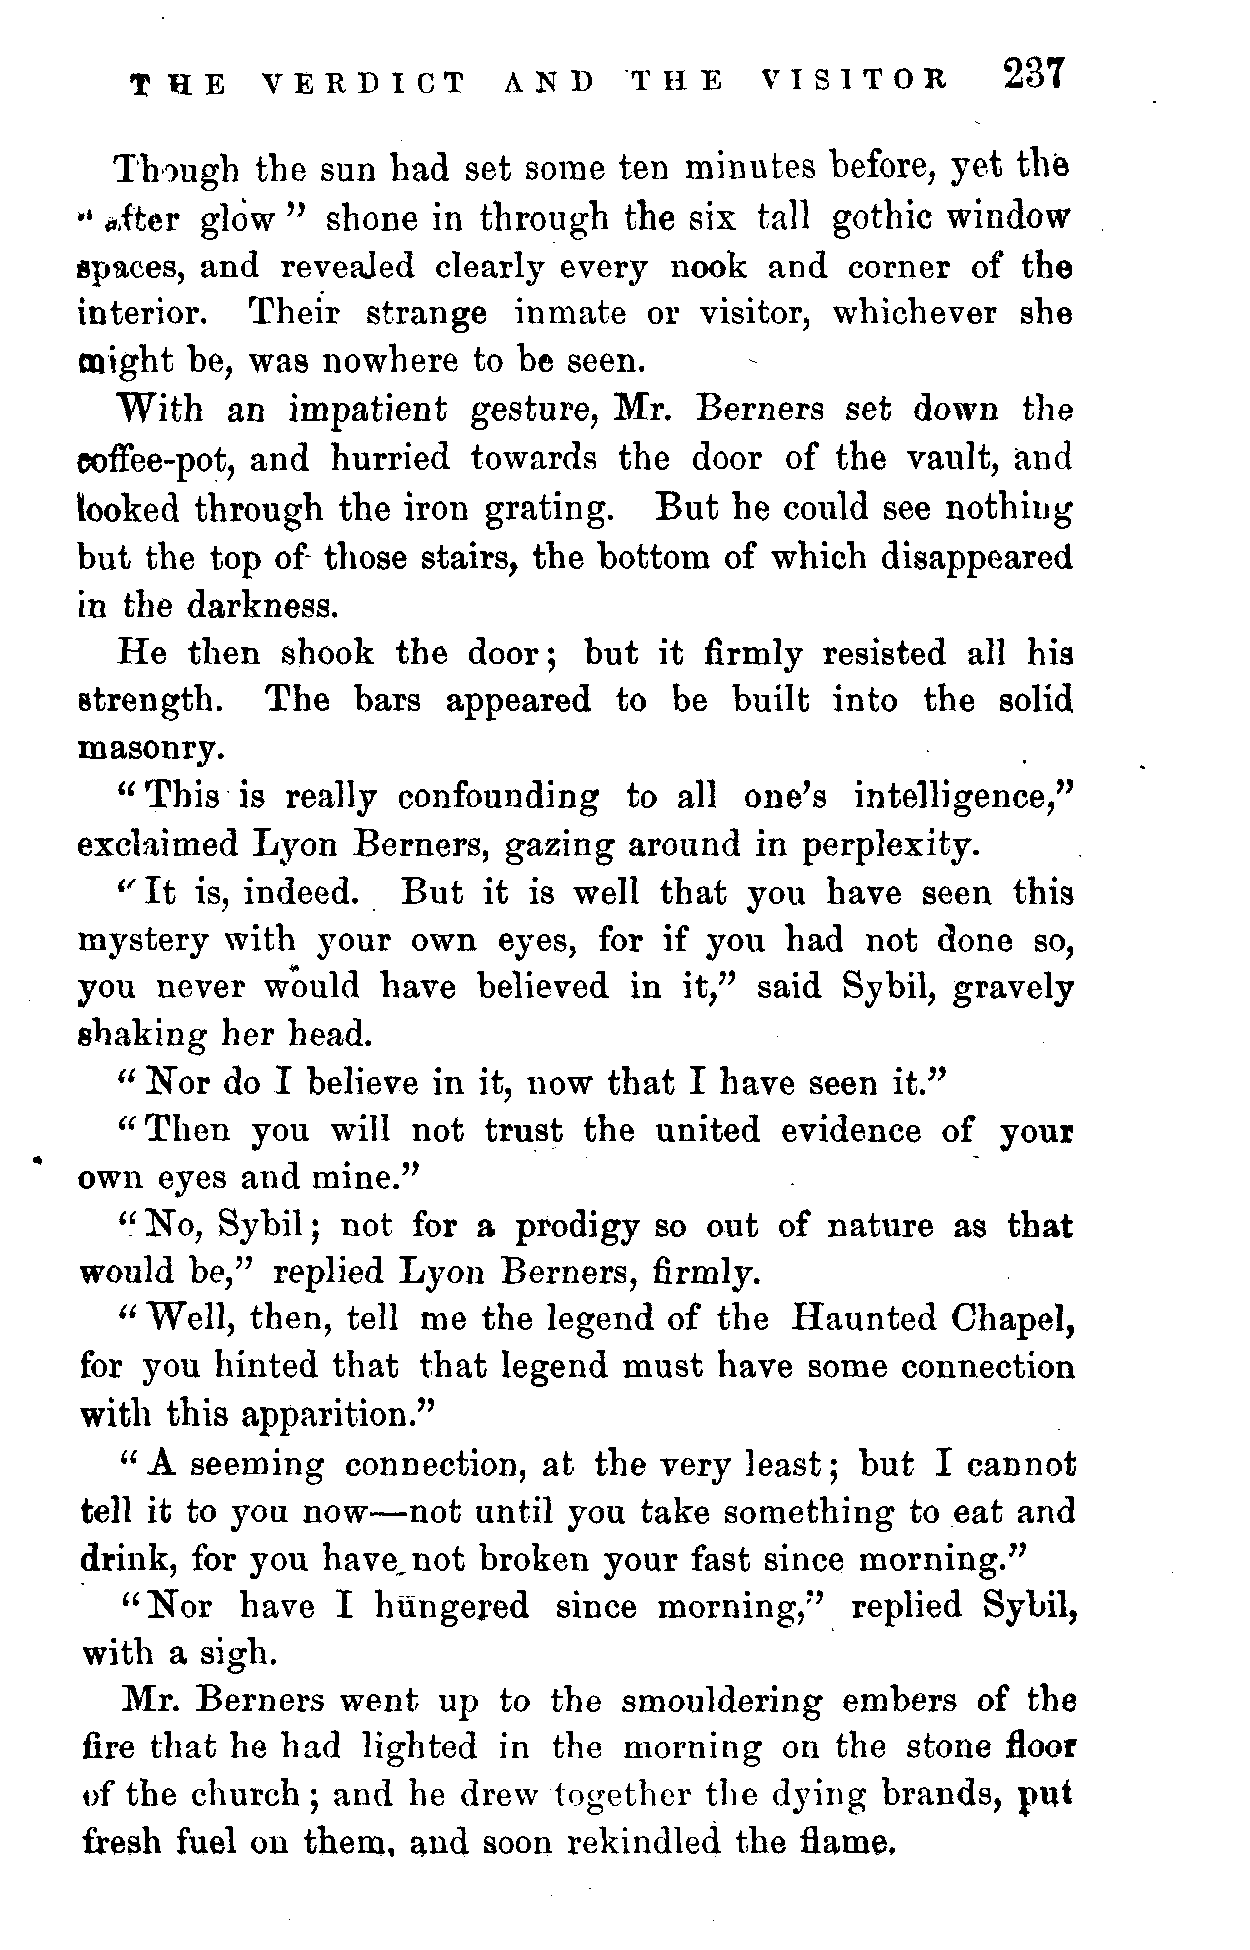 THE VERDICT AND THE VISITOR 237
Though the sun had set some ten minutes before, yet the
"after glow" shone in through the six tall gothic window
spaces, and revealed clearly every nook and corner of the
interior. Their strange inmate or visitor, whichever she
might be, was nowhere to be seen.
With an impatient gesture, Mr. Berners set down the
coffee-pot, and hurried towards the door of the vault, and
looked through the iron grating. But he could see nothing
but the top of those stairs, the bottom of which disappeared
in the darkness.
He then shook the door; but it firmly resisted all his
strength. The bars appeared to be built into the solid
masonry.
"This is really confounding to all one's intelligence,"
exclaimed Lyon Berners, gazing around in perplexity.
"It is, indeed. But it is well that you have seen this
mystery with your own eyes, for if you had not done so,
you never would have believed in it," said Sybil, gravely
shaking her head.
"Nor do I believe in it, now that I have seen it."
"Then you will not trust the united evidence of your
own eyes and mine."
"No, Sybil; not for a prodigy so out of nature as that
would be," replied Lyon Berners, firmly.
"Well, then, tell me the legend of the Haunted Chapel,
for you hinted that that legend must have some connection
with this apparition."
"A seeming connection, at the very least; but I cannot
tell it to you now—not until you take something to eat and
drink, for you have not broken your fast since morning."
"Nor have I hungered since morning," replied Sybil,
with a sigh.
Mr. Berners went up to the smouldering embers of the
fire that he had lighted in the morning on the stone floor
of the church; and he drew together the dying brands, put
fresh fuel on them, and soon rekindled the flame.